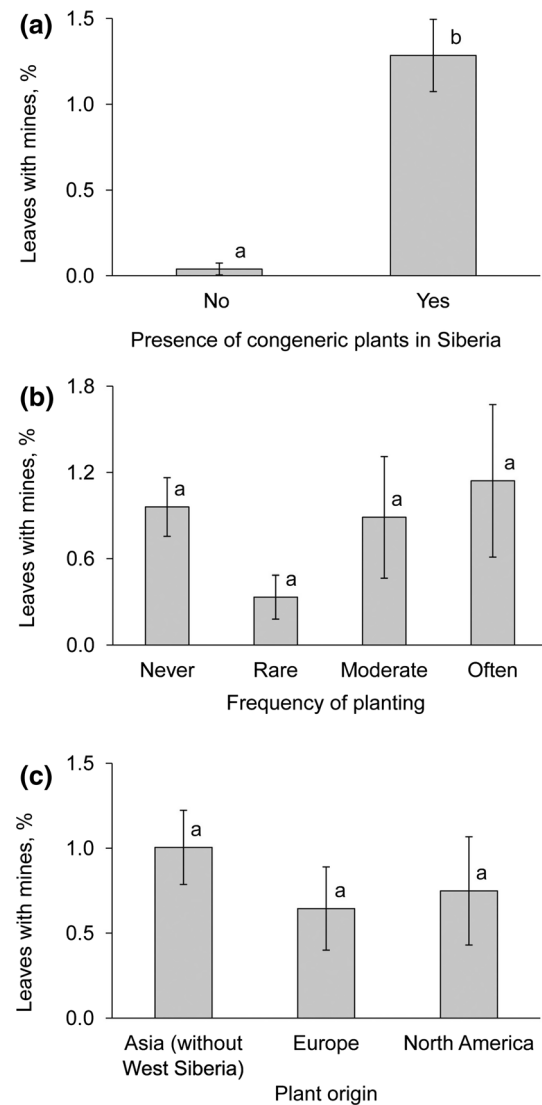 (a)
Leaves with mines, %
1.5
1.0
0.5
0.0
a
b
No Yes
Presence of congeneric plants in Siberia
(b)
Leaves with mines, %
1.8
1.2
0.6
0.0
a a a a
Never Rare Moderate Often
Frequency of planting
(c)
Leaves with mines, %
1.5
1.0
0.5
0.0
a a a
Asia (without Europe North America
West Siberia)
Plant origin